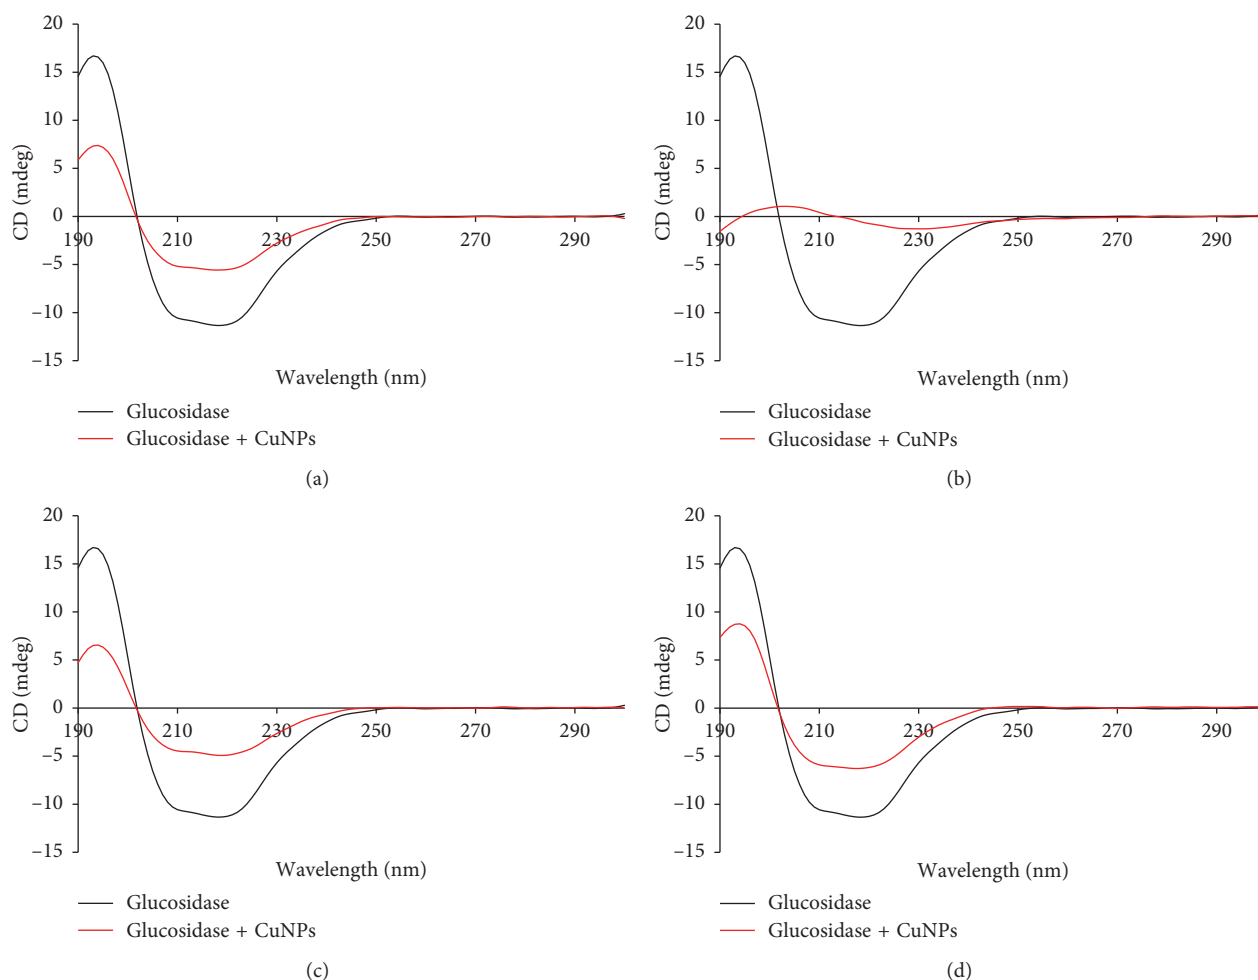 20
15
10
5
0
−5
−10
−15
CD (mdeg)
190 210 230 250 270 290
Wavelength (nm)
Glucosidase
Glucosidase + CuNPs
(a)
20
15
10
5
0
−5
−10
−15
CD (mdeg)
190 210 230 250 270 290
Wavelength (nm)
Glucosidase
Glucosidase + CuNPs
(b)
20
15
10
5
0
−5
−10
−15
CD (mdeg)
190 210 230 250 270 290
Wavelength (nm)
Glucosidase
Glucosidase + CuNPs
(c)
20
15
10
5
0
−5
−10
−15
CD (mdeg)
190 210 230 250 270 290
Wavelength (nm)
Glucosidase
Glucosidase + CuNPs
(d)